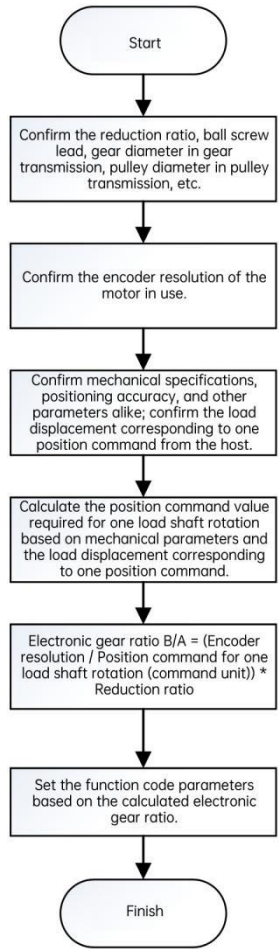 Start
Confirm the reduction ratio, ball screw
lead, gear diameter in gear
transmission, pulley diameter in pulley
transmission, etc.
Confirm the encoder resolution of the
motor in use.
Confirm mechanical specifications,
positioning accuracy, and other
parameters alike; confirm the load
displacement corresponding to one
position command from the host.
Calculate the position command value
required for one load shaft rotation
based on mechanical parameters and
the load displacement corresponding
to one position command.
Electronic gear ratio B/A = (Encoder
resolution / Position command for one
load shaft rotation (command unit)) *
Reduction ratio
Set the function code parameters
based on the calculated electronic
gear ratio.
Finish